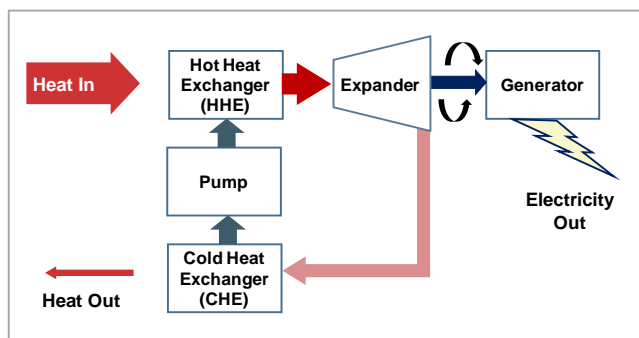 Heat In
Hot Heat
Exchanger
(HHE)
Expander
Generator
Pump
Electricity
Out
Cold Heat
Exchanger
(CHE)
Heat Out